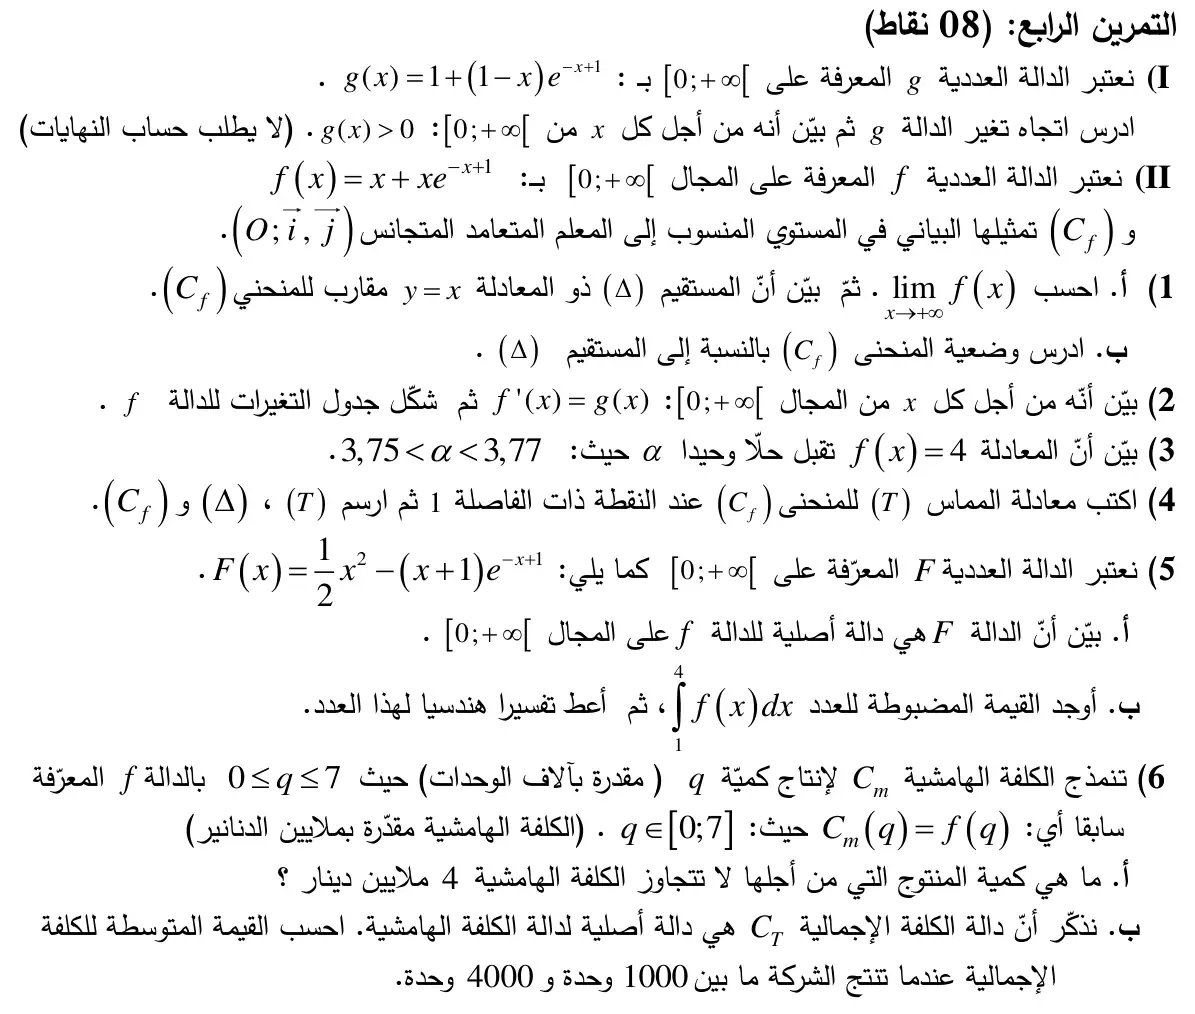 التمرين الرابع: (08 نقاط)
I) نعتبر الدالة العددية g المعرفة على [0;+∞[ بـ : g(x) = 1 + (1 − x)e^{−x+1} .
ادرس اتجاه تغير الدالة g ثم بيّن أنه من أجل كل x من [0;+∞[ : g(x) > 0 . (لا يطلب حساب النهايات)
II) نعتبر الدالة العددية f المعرفة على المجال [0;+∞[ بـ: f(x) = x + xe^{−x+1}
و (C_f) تمثيلها البياني في المستوي المنسوب إلى المعلم المتعامد المتجانس (O; \vec{i}, \vec{j}).
1) أ. احسب \lim_{x→+∞} f(x) . ثمّ بيّن أنّ المستقيم (Δ) ذو المعادلة y = x مقارب للمنحني (C_f).
ب. ادرس وضعية المنحنى (C_f) بالنسبة إلى المستقيم (Δ) .
2) بيّن أنّه من أجل كل x من المجال [0;+∞[ : f '(x) = g(x) ثم شكّل جدول التغيرات للدالة f .
3) بيّن أنّ المعادلة f(x) = 4 تقبل حلّا وحيدا α حيث: 3,75 < α < 3,77 .
4) اكتب معادلة المماس (T) للمنحنى (C_f) عند النقطة ذات الفاصلة 1 ثم ارسم (T) ، (Δ) و (C_f).
5) نعتبر الدالة العددية F المعرّفة على [0;+∞[ كما يلي: F(x) = \frac{1}{2}x² − (x + 1)e^{−x+1} .
أ. بيّن أنّ الدالة F هي دالة أصلية للدالة f على المجال [0;+∞[ .
ب. أوجد القيمة المضبوطة للعدد \int_{1}^{4} f(x)dx ، ثم أعط تفسيرا هندسيا لهذا العدد.
6) تنمذج الكلفة الهامشية C_m لإنتاج كميّة q ( مقدرة بآلاف الوحدات) حيث 0 ≤ q ≤ 7 بالدالة f المعرّفة
سابقا أي: C_m(q) = f(q) حيث: q ∈ [0;7] . (الكلفة الهامشية مقدّرة بملايين الدنانير)
أ. ما هي كمية المنتوج التي من أجلها لا تتجاوز الكلفة الهامشية 4 ملايين دينار ؟
ب. نذكّر أنّ دالة الكلفة الإجمالية C_T هي دالة أصلية لدالة الكلفة الهامشية. احسب القيمة المتوسطة للكلفة
الإجمالية عندما تنتج الشركة ما بين 1000 وحدة و 4000 وحدة.